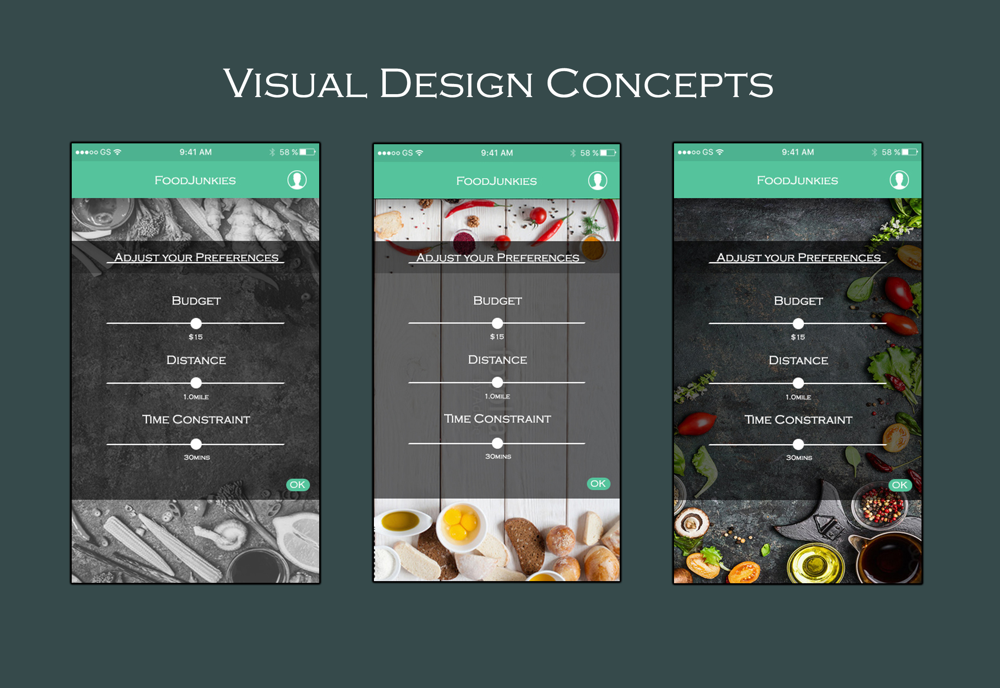 Visual Design Concepts
GS 9:41 AM 58 %
FoodJunkies
Adjust your Preferences
Budget
$15
Distance
1.0mile
Time Constraint
30mins
OK
GS 9:41 AM 58 %
FoodJunkies
Adjust your Preferences
Budget
$15
Distance
1.0mile
Time Constraint
30mins
OK
GS 9:41 AM 58 %
FoodJunkies
Adjust your Preferences
Budget
$15
Distance
1.0mile
Time Constraint
30mins
OK